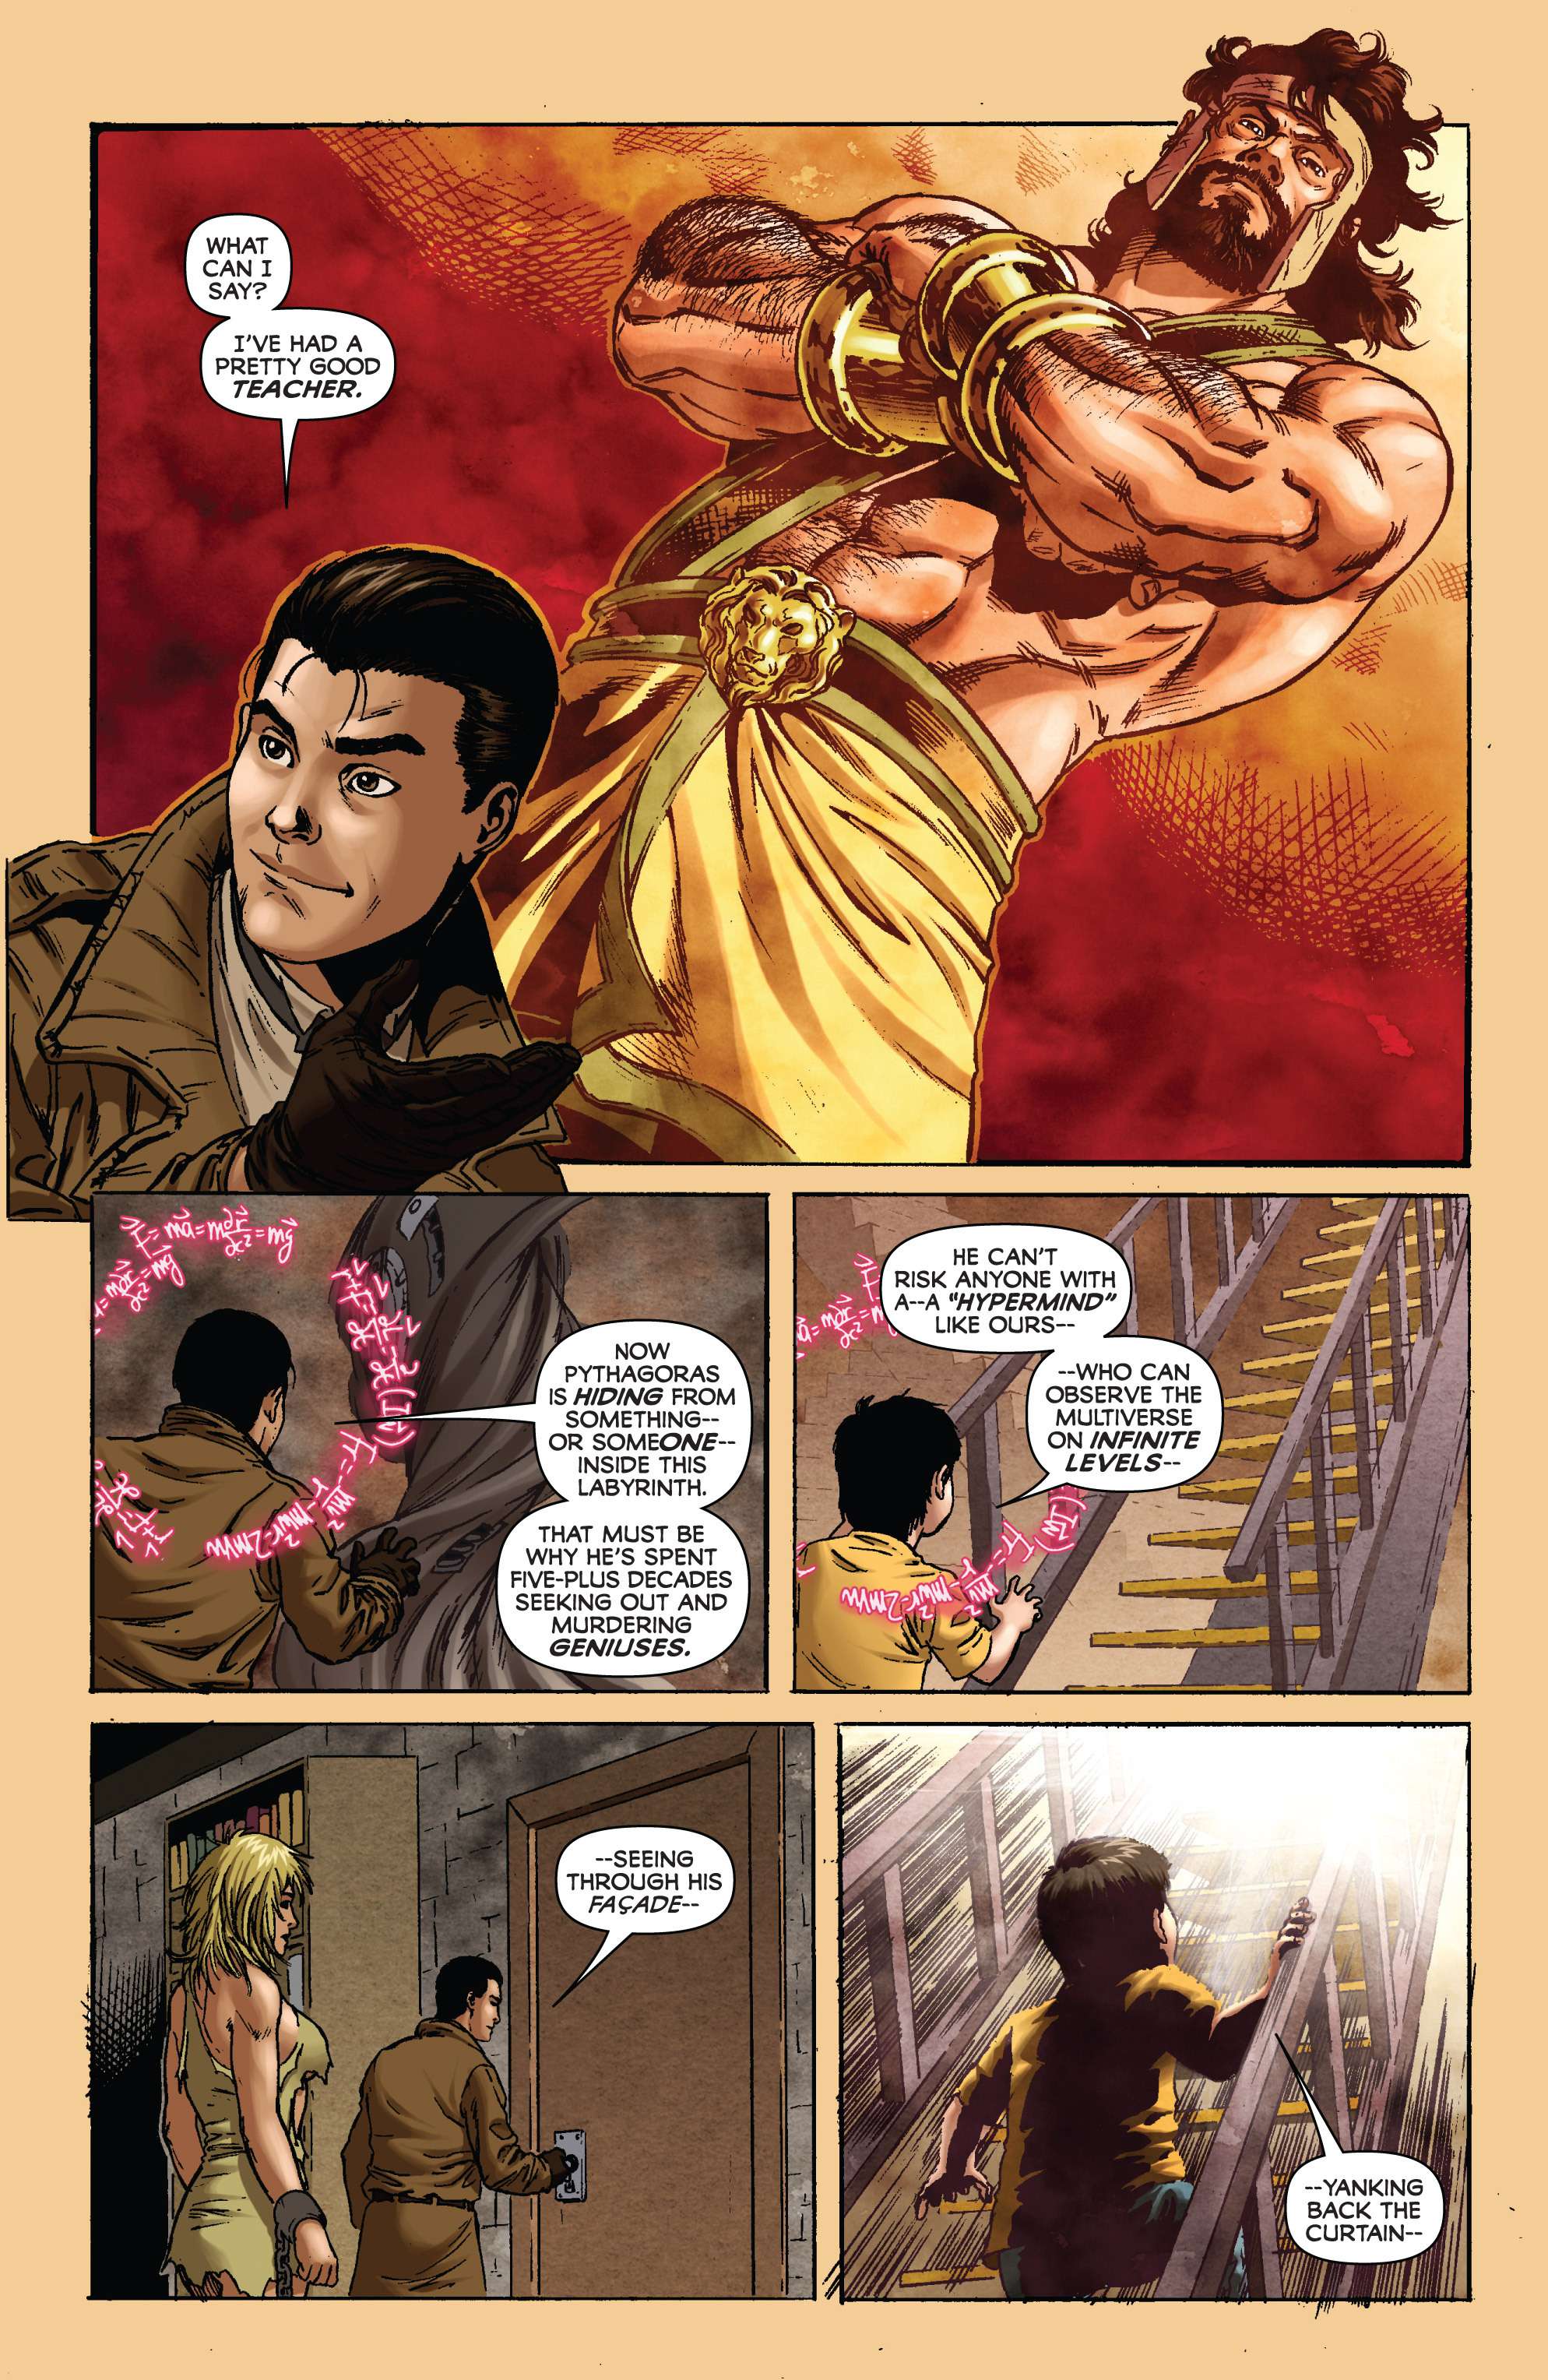 WHAT
CAN I
SAY?
I'VE HAD A
PRETTY GOOD
TEACHER.
NOW
PYTHAGORAS
IS HIDING FROM
SOMETHING--
OR SOMEONE--
INSIDE THIS
LABYRINTH.
THAT MUST BE
WHY HE'S SPENT
FIVE-PLUS DECADES
SEEKING OUT AND
MURDERING
GENIUSES.
HE CAN'T
RISK ANYONE WITH
A--A "HYPERMIND"
LIKE OURS--
--WHO CAN
OBSERVE THE
MULTIVERSE
ON INFINITE
LEVELS--
--SEEING
THROUGH HIS
FAÇADE--
--YANKING
BACK THE
CURTAIN--